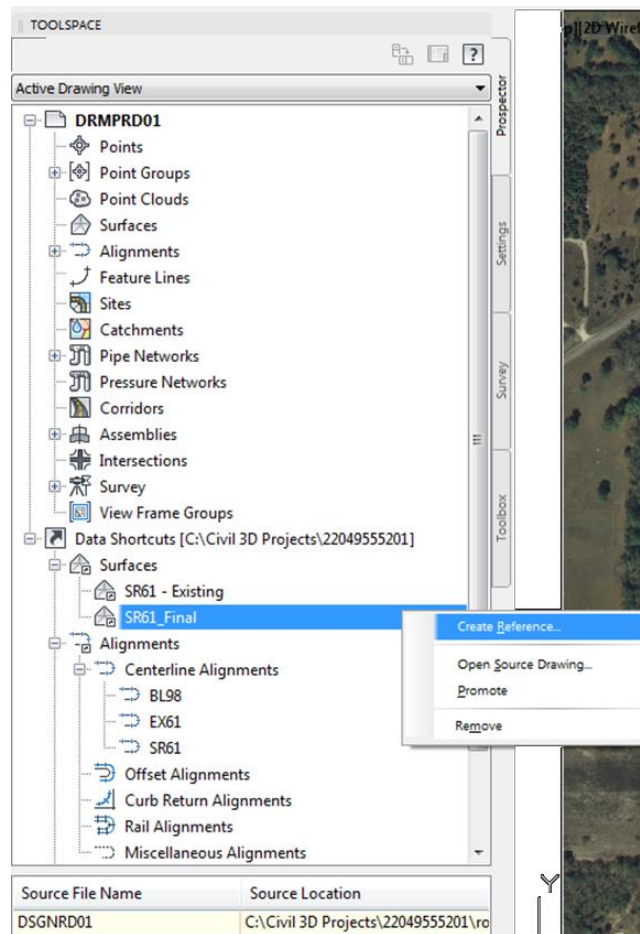 TOOLSPACE
?
Active Drawing View
DRMPRD01
Points
Point Groups
Point Clouds
Surfaces
Alignments
Feature Lines
Sites
Catchments
Pipe Networks
Pressure Networks
Corridors
Assemblies
Intersections
Survey
View Frame Groups
Data Shortcuts [C:\Civil 3D Projects\22049555201]
Surfaces
SR61 - Existing
SR61_Final
Alignments
Centerline Alignments
BL98
EX61
SR61
Offset Alignments
Curb Return Alignments
Rail Alignments
Miscellaneous Alignments
Source File Name Source Location
DSGNRD01 C:\Civil 3D Projects\22049555201\ro
Prospector
Settings
Survey
Toolbox
Create Reference...
Open Source Drawing...
Promote
Remove
p][2D Wiref
Y